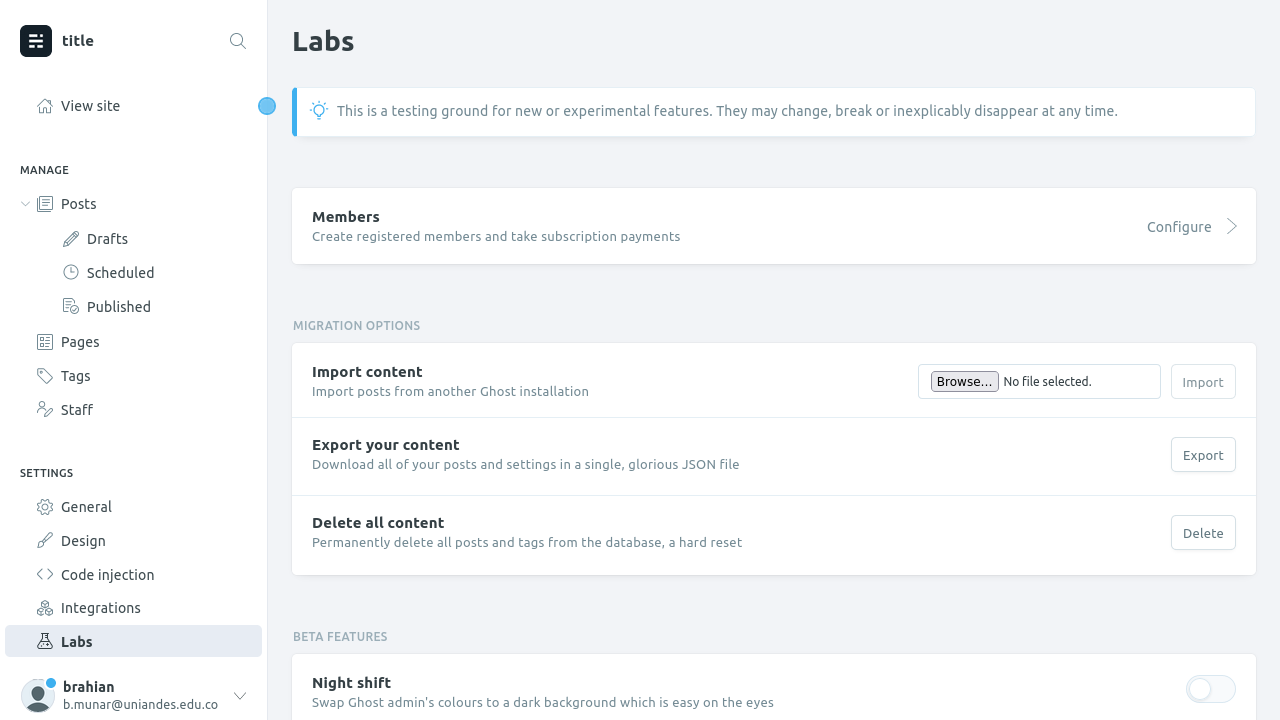 title
View site
MANAGE
Posts
Drafts
Scheduled
Published
Pages
Tags
Staff
SETTINGS
General
Design
Code injection
Integrations
Labs
brahian
b.munar@uniandes.edu.co
Labs
This is a testing ground for new or experimental features. They may change, break or inexplicably disappear at any time.
Members
Create registered members and take subscription payments
Configure
MIGRATION OPTIONS
Import content
Import posts from another Ghost installation
Browse... No file selected.
Import
Export your content
Download all of your posts and settings in a single, glorious JSON file
Export
Delete all content
Permanently delete all posts and tags from the database, a hard reset
Delete
BETA FEATURES
Night shift
Swap Ghost admin's colours to a dark background which is easy on the eyes